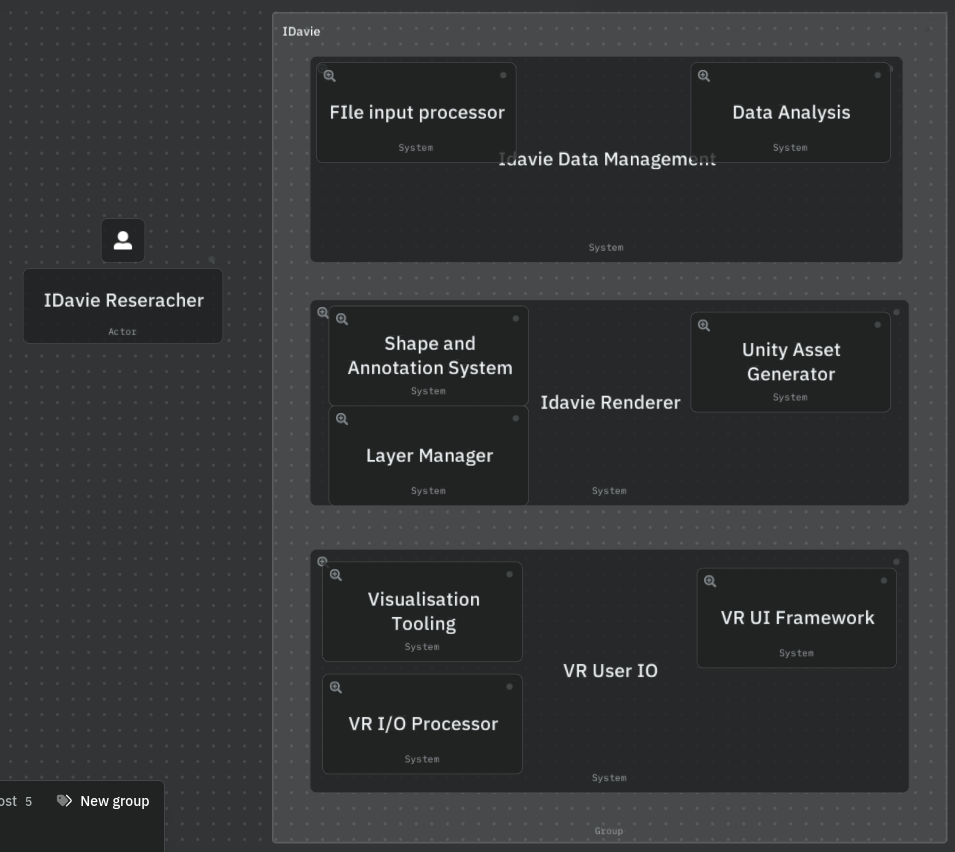 IDavie
FIle input processor
System
Data Analysis
System
Idavie Data Management
System
IDavie Reseracher
Actor
Shape and
Annotation System
System
Unity Asset
Generator
System
Idavie Renderer
Layer Manager
System
System
Visualisation
Tooling
System
VR UI Framework
System
VR User IO
VR I/O Processor
System
System
ost 5 New group
Group